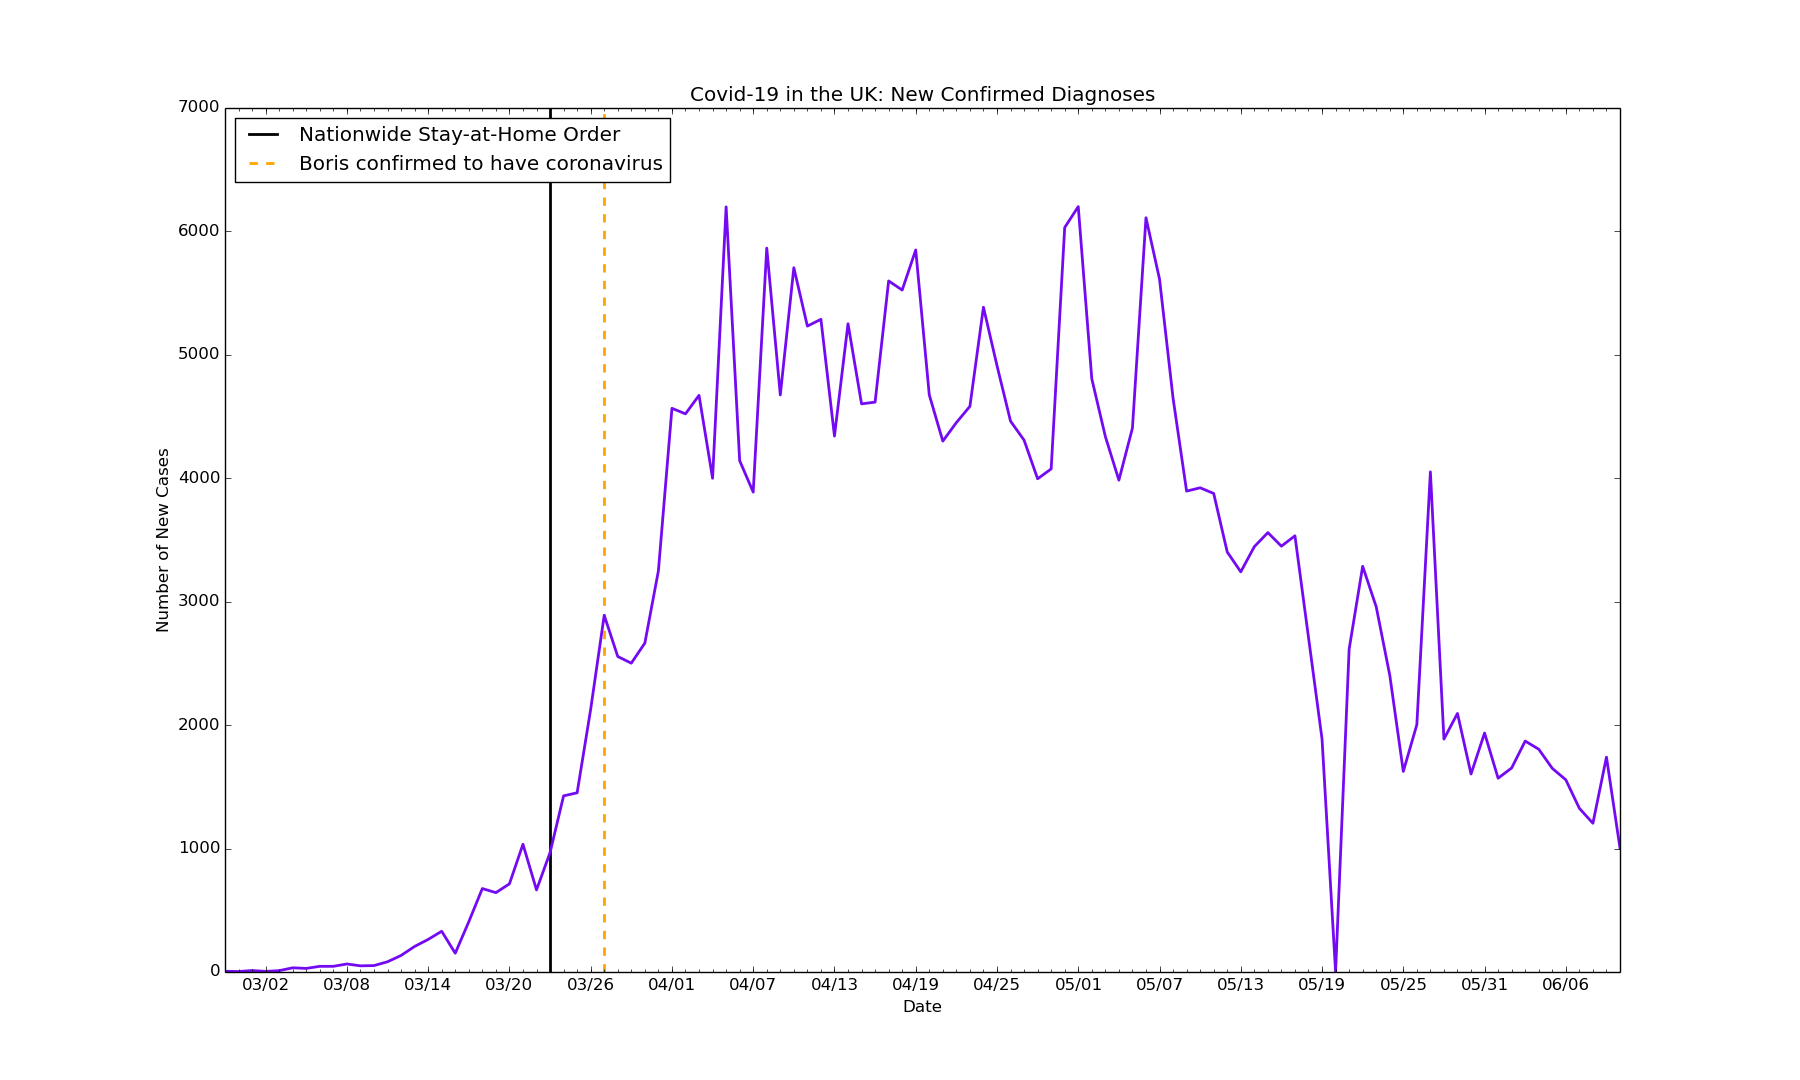 Covid-19 in the UK: New Confirmed Diagnoses
Nationwide Stay-at-Home Order
Boris confirmed to have coronavirus
7000
6000
5000
4000
3000
2000
1000
0
Number of New Cases
03/02 03/08 03/14 03/20 03/26 04/01 04/07 04/13 04/19 04/25 05/01 05/07 05/13 05/19 05/25 05/31 06/06
Date